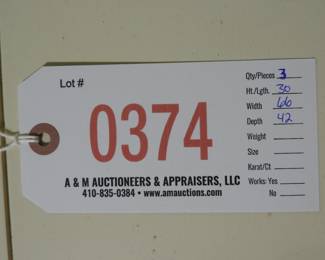 Lot #
0374
A & M AUCTIONEERS & APPRAISERS, LLC
410-835-0384 • www.amauctions.com
Qty/Pieces 3
Ht./Lgth. 30
Width 66
Depth 42
Weight
Size
Karat/Ct
Works: Yes
No